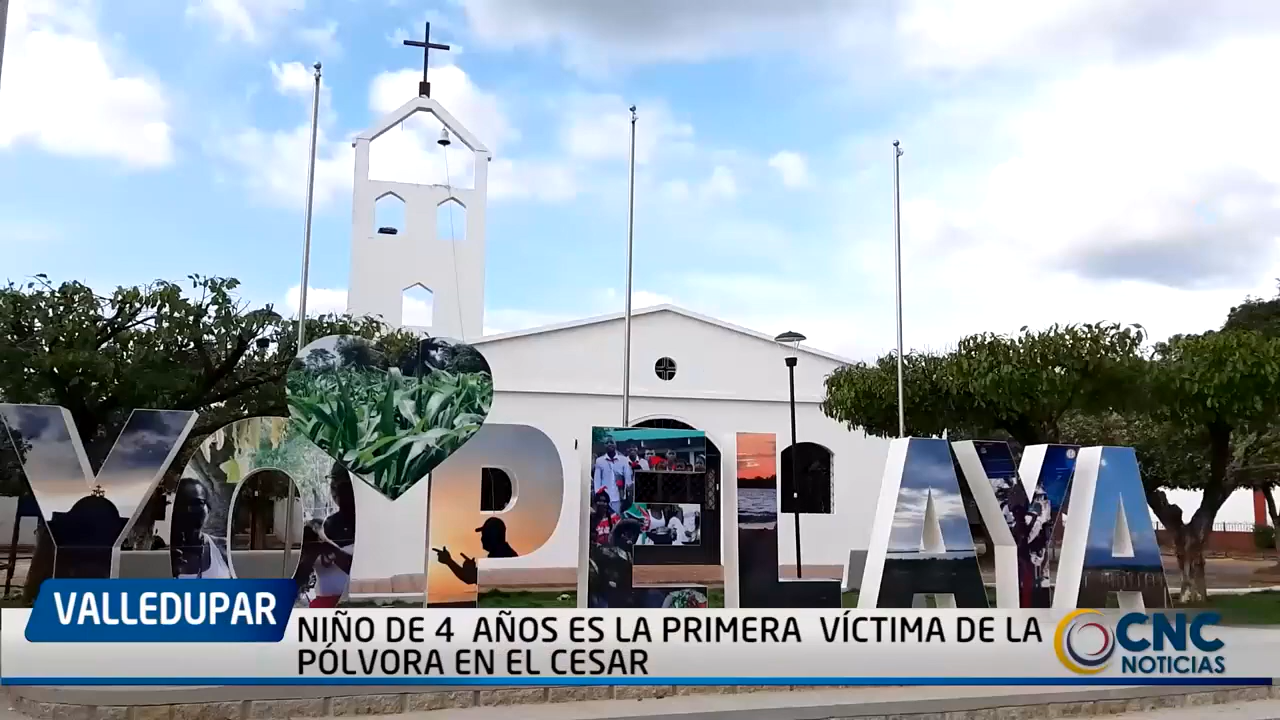 YO PLAYA
VALLEDUPAR
NIÑO DE 4 AÑOS ES LA PRIMERA VÍCTIMA DE LA
PÓLVORA EN EL CESAR
CNC
NOTICIAS